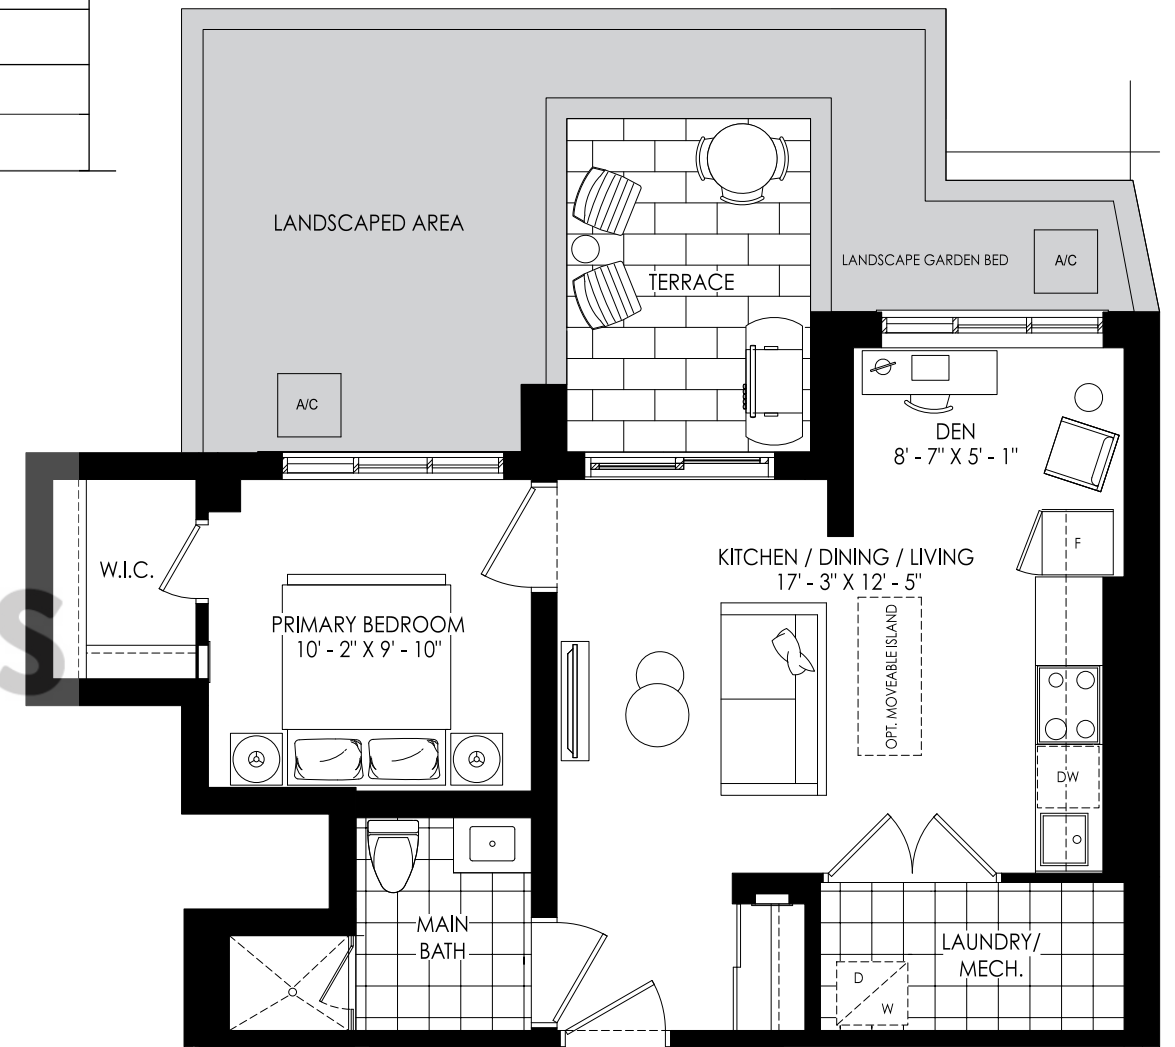 LANDSCAPED AREA
TERRACE
LANDSCAPE GARDEN BED
A/C
A/C
DEN
8' - 7" X 5' - 1"
F
W.I.C.
KITCHEN / DINING / LIVING
17' - 3" X 12' - 5"
PRIMARY BEDROOM
10' - 2" X 9' - 10"
OPT. MOVEABLE ISLAND
S
DW
MAIN
BATH
LAUNDRY/
MECH.
D
W